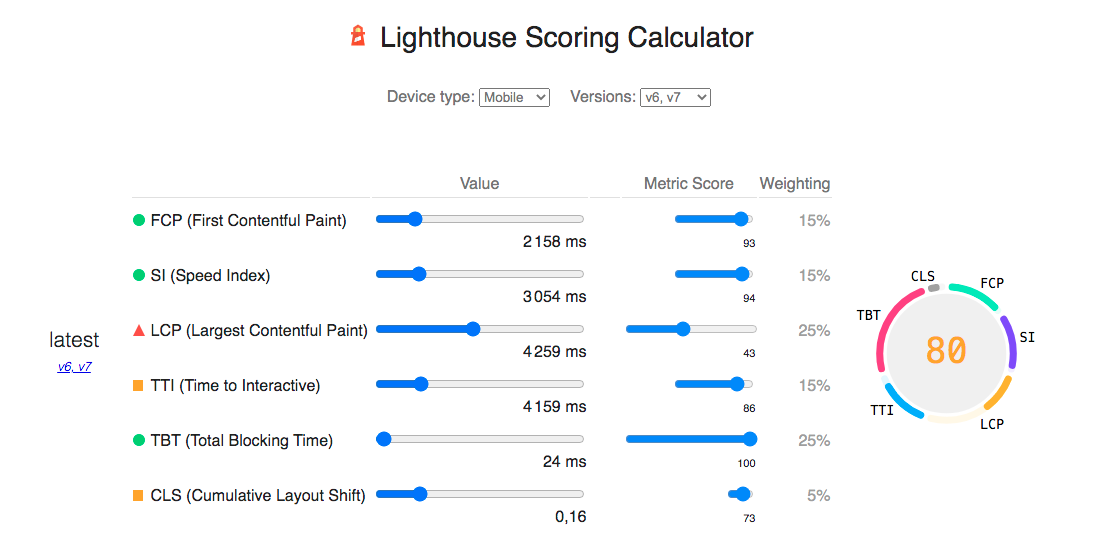 Lighthouse Scoring Calculator
Device type: Mobile Versions: v6, v7
Value Metric Score Weighting
FCP (First Contentful Paint) 15%
2 158 ms 93
SI (Speed Index) 15%
3 054 ms 94
latest
v6, v7
LCP (Largest Contentful Paint) 25%
4 259 ms 43
TTI (Time to Interactive) 15%
4 159 ms 86
TBT (Total Blocking Time) 25%
24 ms 100
CLS (Cumulative Layout Shift) 5%
0,16 73
CLS
FCP
TBT
SI
80
TTI
LCP